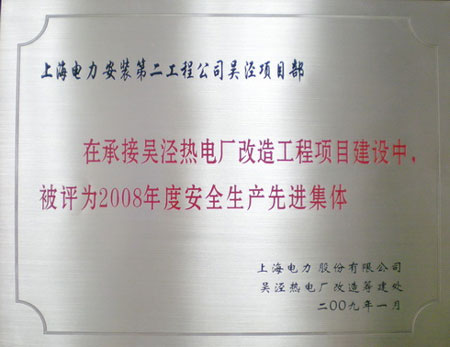 上海电力安装第二工程公司吴泾项目部
在承接吴泾热电厂改造工程项目建设中,
被评为2008年度安全生产先进集体
上海电力股份有限公司
吴泾热电厂改造筹建处
二〇〇九年一月